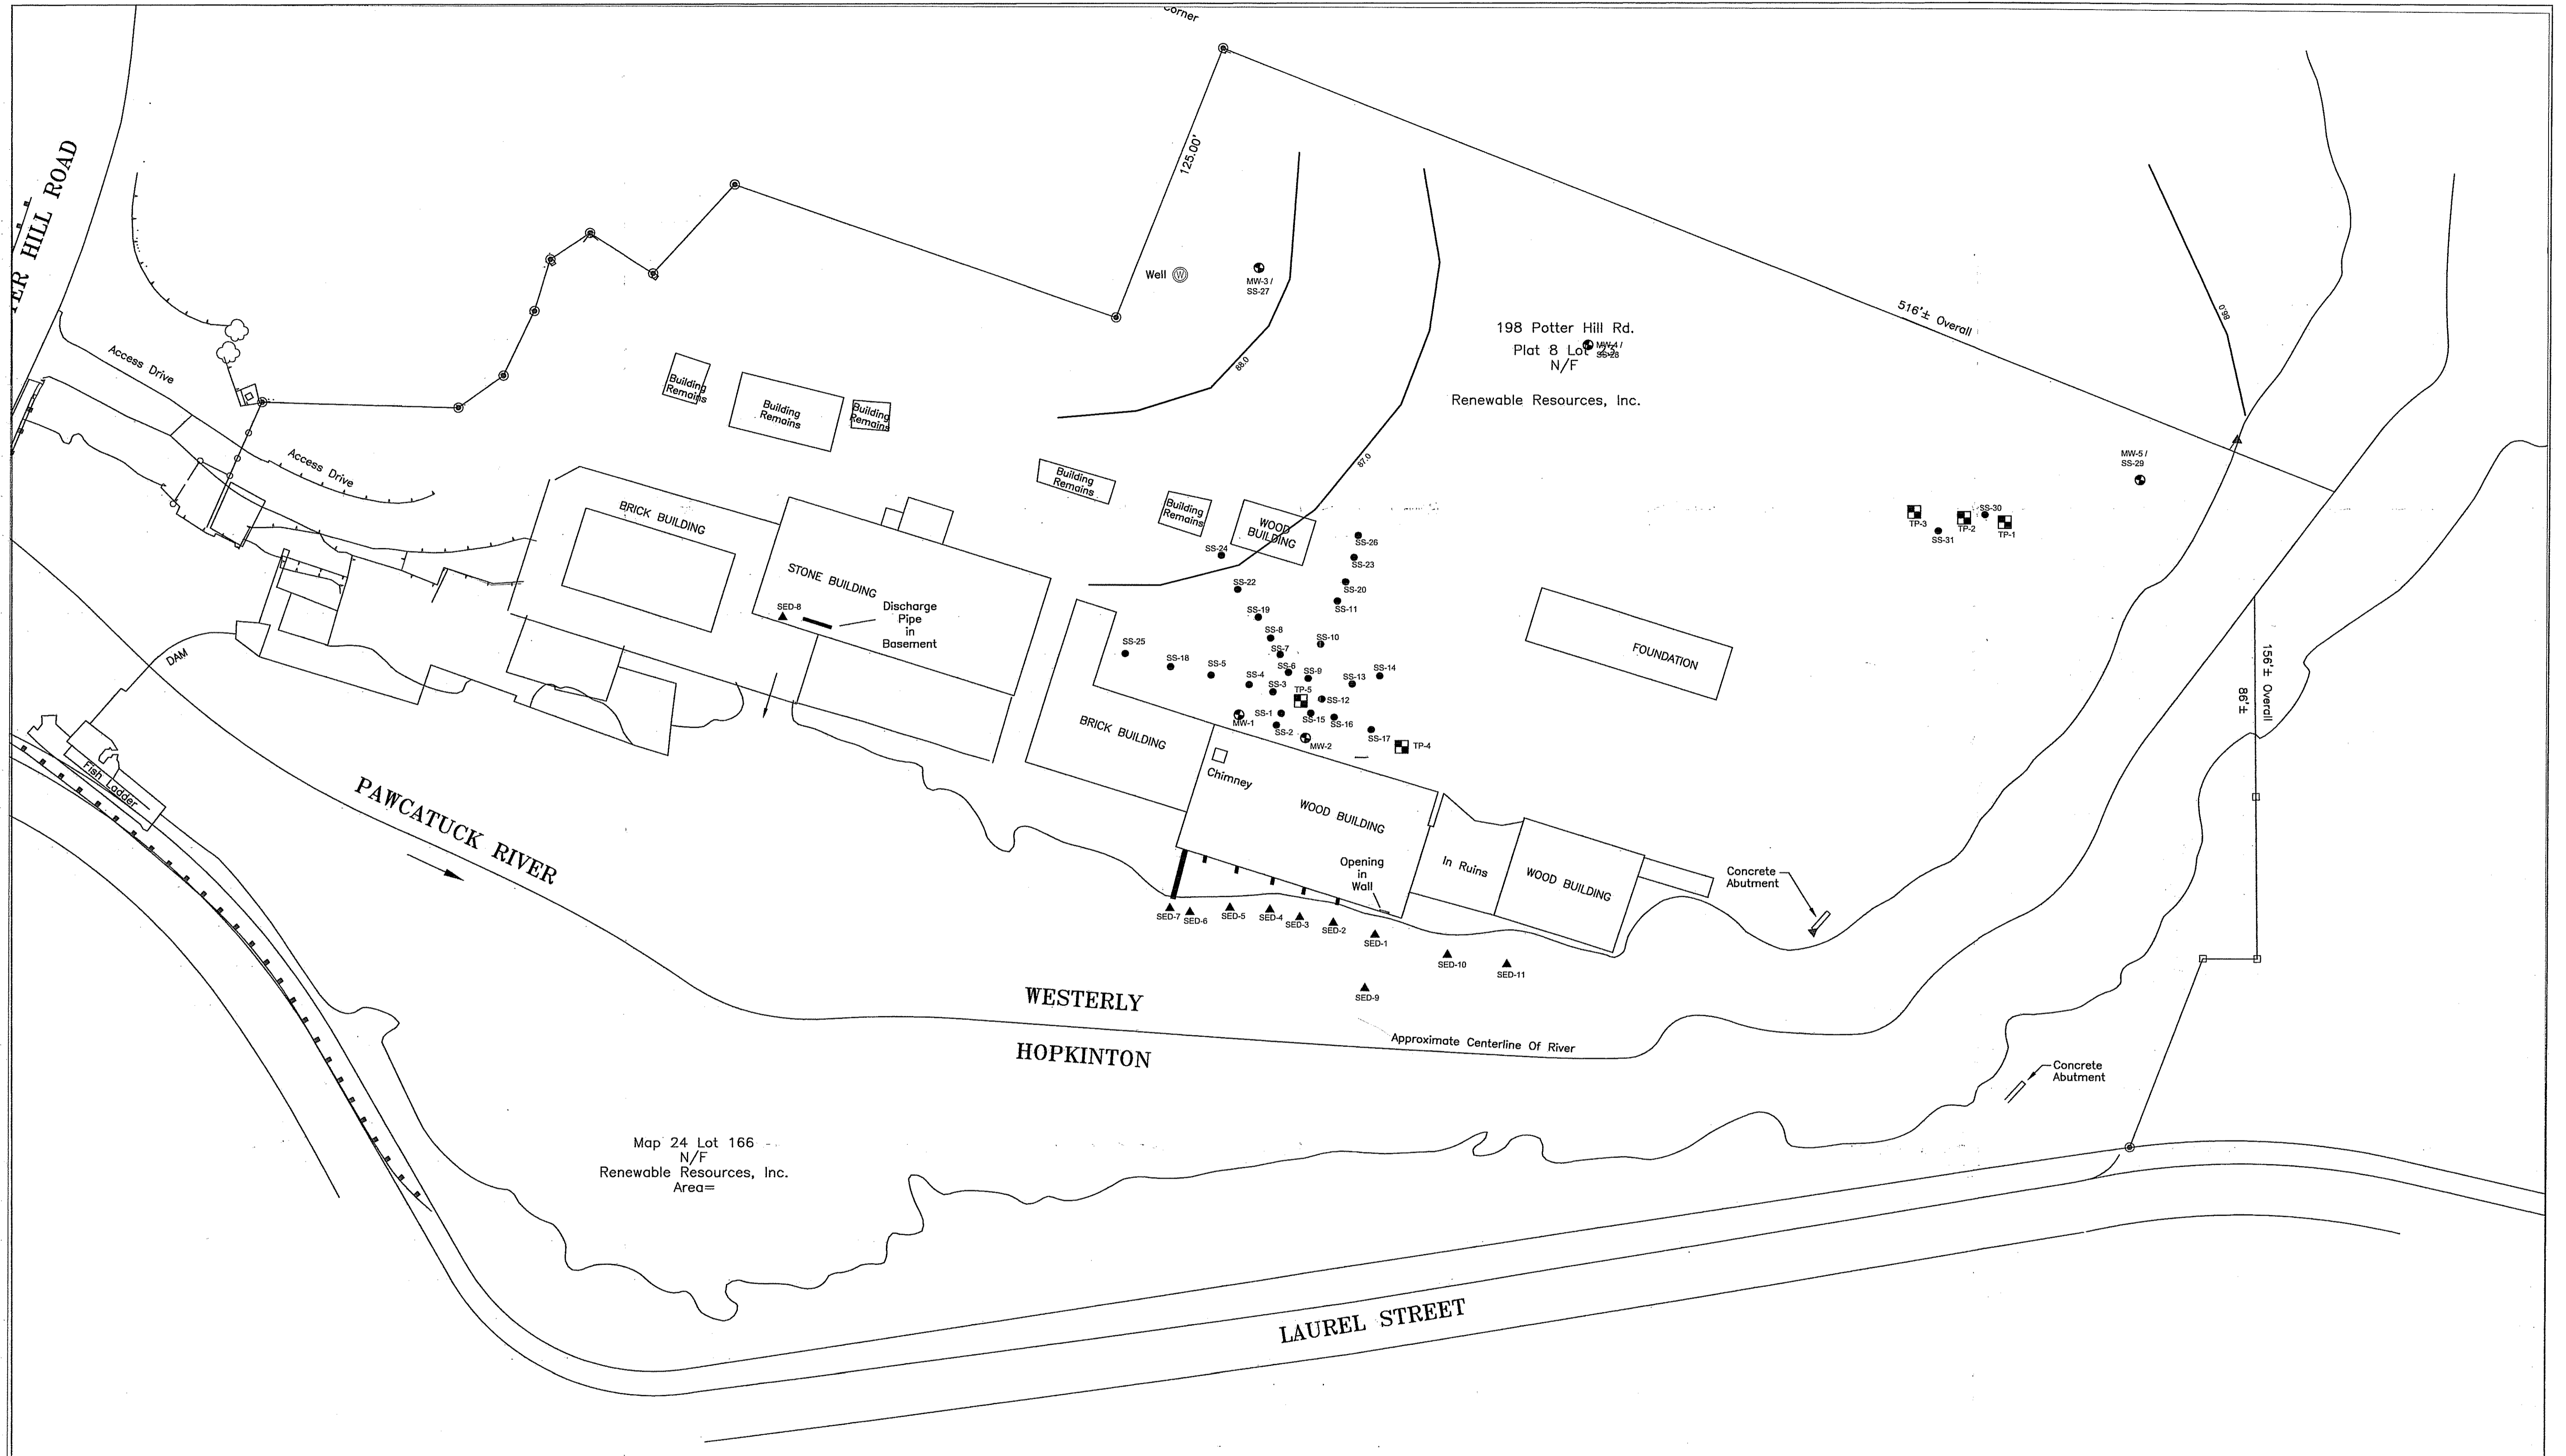 Corner
125.00'
TER HILL ROAD
Well W
MW-3 /
SS-27
198 Potter Hill Rd.
Plat 8 Lot 23
N/F
MW-4 /
SS-28
Renewable Resources, Inc.
516'± Overall
86.0
Access Drive
Access Drive
Building
Remains
Building
Remains
Building
Remains
88.0
87.0
Building
Remains
Building
Remains
WOOD
BUILDING
MW-5 /
SS-29
TP-3
TP-2
SS-30
TP-1
SS-31
BRICK BUILDING
STONE BUILDING
SED-8
Discharge
Pipe
in
Basement
SS-24
SS-26
SS-23
SS-22
SS-20
SS-11
SS-19
SS-8
SS-10
SS-7
SS-25
SS-18
SS-5
SS-6
SS-9
SS-14
SS-4
SS-13
SS-3
TP-5
SS-12
SS-1
SS-15
SS-16
MW-1
SS-2
MW-2
SS-17
TP-4
FOUNDATION
156'± Overall
86'±
DAM
Fish Ladder
BRICK BUILDING
Chimney
WOOD BUILDING
Opening
in
Wall
In Ruins
WOOD BUILDING
Concrete
Abutment
PAWCATUCK RIVER
SED-7
SED-6
SED-5
SED-4
SED-3
SED-2
SED-1
SED-10
SED-11
SED-9
WESTERLY
HOPKINTON
Approximate Centerline Of River
Concrete
Abutment
Map 24 Lot 166
N/F
Renewable Resources, Inc.
Area=
LAUREL STREET